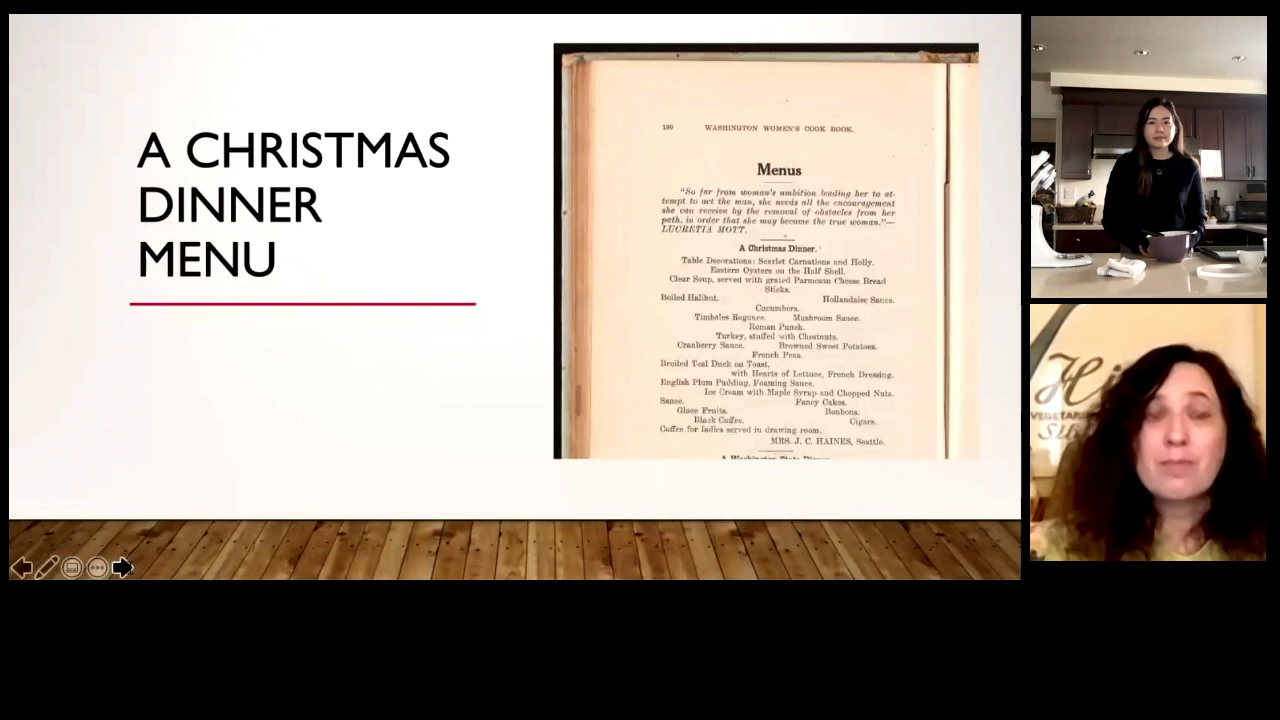 A CHRISTMAS
DINNER
MENU
190 WASHINGTON WOMEN'S COOK BOOK.
Menus
"So far from woman's ambition leading her to at-
tempt to act the man, she needs all the encouragement
she can receive by the removal of obstacles from her
path, in order that she may become the true woman."—
LUCRETIA MOTT.
A Christmas Dinner.
Table Decorations: Scarlet Carnations and Holly.
Eastern Oysters on the Half Shell.
Clear Soup, served with grated Parmesan Cheese Bread
Sticks.
Boiled Halibut. Hollandaise Sauce.
Cucumbers.
Timbales Regence. Mushroom Sauce.
Roman Punch.
Turkey, stuffed with Chestnuts.
Cranberry Sauce. Browned Sweet Potatoes.
French Peas.
Broiled Teal Duck on Toast,
with Hearts of Lettuce, French Dressing.
English Plum Pudding, Foaming Sauce.
Ice Cream with Maple Syrup and Chopped Nuts.
Sauce. Fancy Cakes.
Glace Fruits. Bonbons.
Black Coffee. Cigars.
Coffee for ladies served in drawing room.
MRS. J. C. HAINES, Seattle.
A Washington State Dinner
Hi